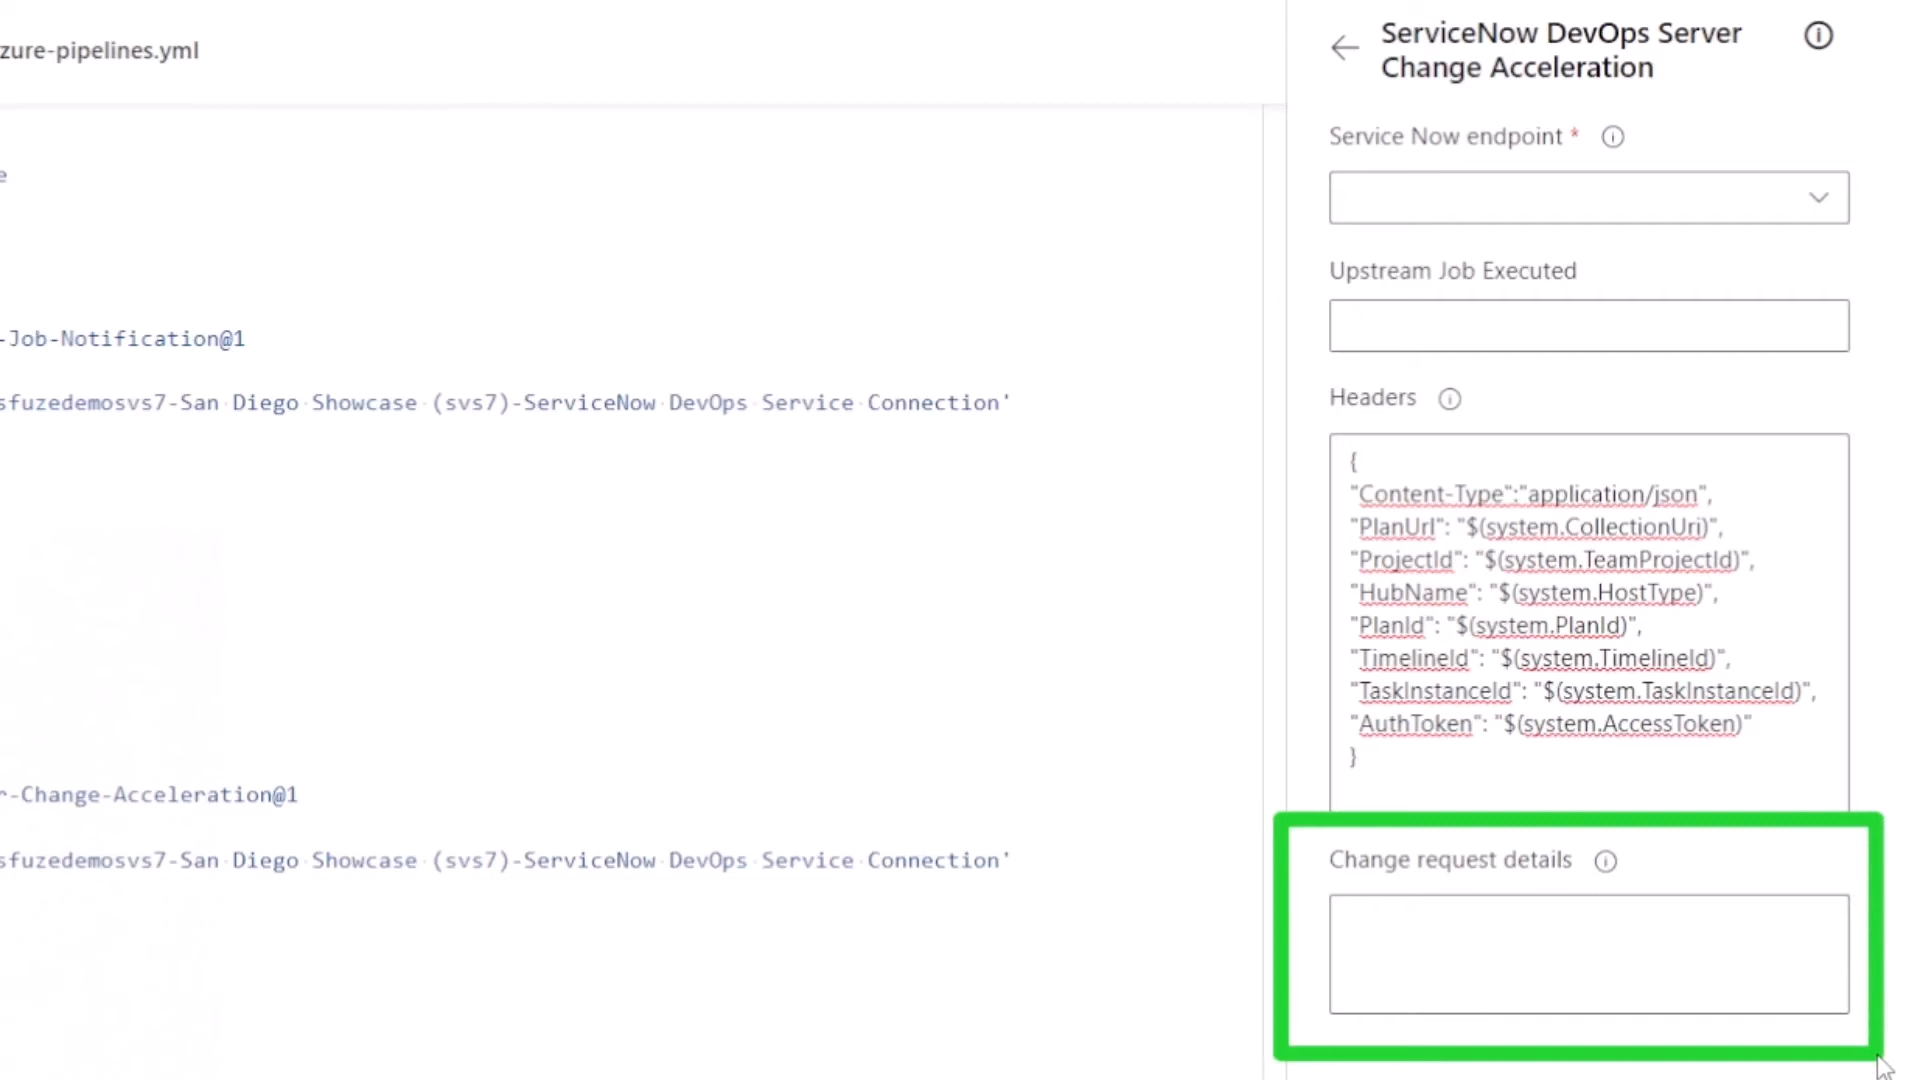 zure-pipelines.yml
e
-Job-Notification@1
sfuzedemosvs7-San Diego Showcase (svs7)-ServiceNow DevOps Service Connection'
r-Change-Acceleration@1
sfuzedemosvs7-San Diego Showcase (svs7)-ServiceNow DevOps Service Connection'
ServiceNow DevOps Server
Change Acceleration
Service Now endpoint *
Upstream Job Executed
Headers
{
"Content-Type":"application/json",
"PlanUrl": "$(system.CollectionUri)",
"ProjectId": "$(system.TeamProjectId)",
"HubName": "$(system.HostType)",
"PlanId": "$(system.PlanId)",
"TimelineId": "$(system.TimelineId)",
"TaskInstanceId": "$(system.TaskInstanceId)",
"AuthToken": "$(system.AccessToken)"
}
Change request details